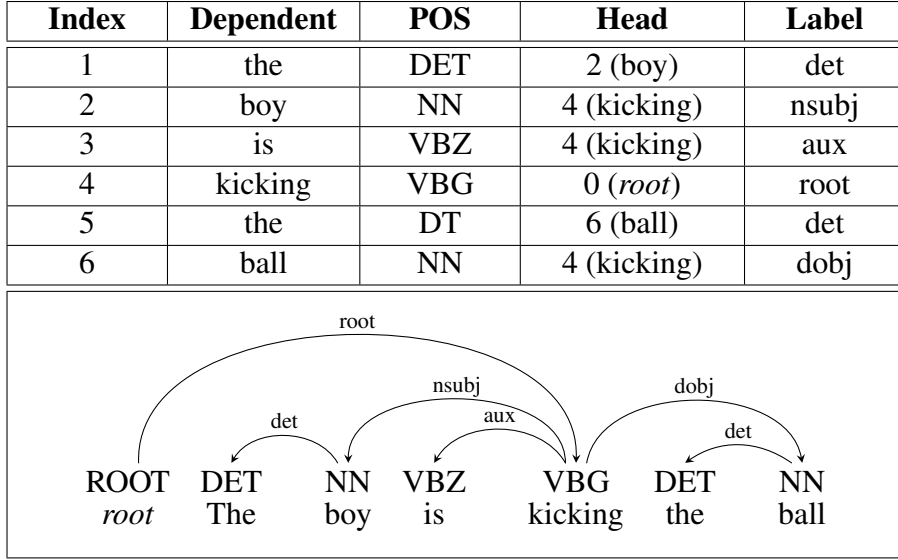 Index Dependent POS Head Label
1 the DET 2 (boy) det
2 boy NN 4 (kicking) nsubj
3 is VBZ 4 (kicking) aux
4 kicking VBG 0 (root) root
5 the DT 6 (ball) det
6 ball NN 4 (kicking) dobj
root
nsubj dobj
det aux det
ROOT DET NN VBZ VBG DET NN
root The boy is kicking the ball